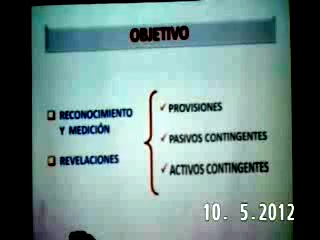 OBJETIVO
RECONOCIMIENTO
Y MEDICIÓN
REVELACIONES
PROVISIONES
PASIVOS CONTINGENTES
ACTIVOS CONTINGENTES
10. 5.2012